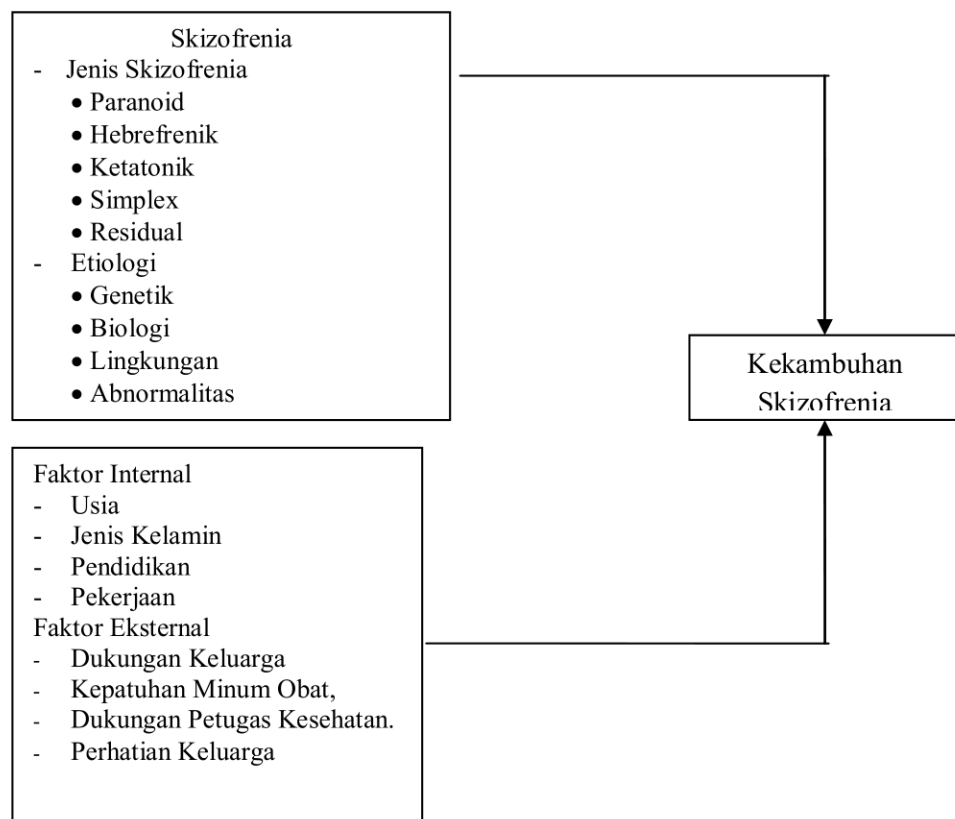 Skizofrenia
- Jenis Skizofrenia
• Paranoid
• Hebrefrenik
• Ketatonik
• Simplex
• Residual
- Etiologi
• Genetik
• Biologi
• Lingkungan
• Abnormalitas
Kekambuhan
Skizofrenia
Faktor Internal
- Usia
- Jenis Kelamin
- Pendidikan
- Pekerjaan
Faktor Eksternal
- Dukungan Keluarga
- Kepatuhan Minum Obat,
- Dukungan Petugas Kesehatan.
- Perhatian Keluarga